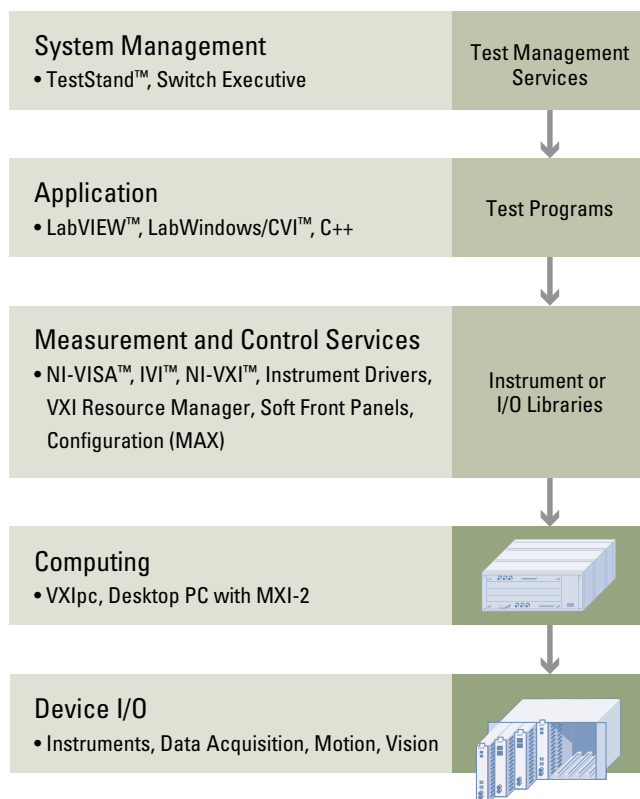 System Management
• TestStand™, Switch Executive
Test Management
Services
Application
• LabVIEW™, LabWindows/CVI™, C++
Test Programs
Measurement and Control Services
• NI-VISA™, IVI™, NI-VXI™, Instrument Drivers,
VXI Resource Manager, Soft Front Panels,
Configuration (MAX)
Instrument or
I/O Libraries
Computing
• VXIpc, Desktop PC with MXI-2
Device I/O
• Instruments, Data Acquisition, Motion, Vision